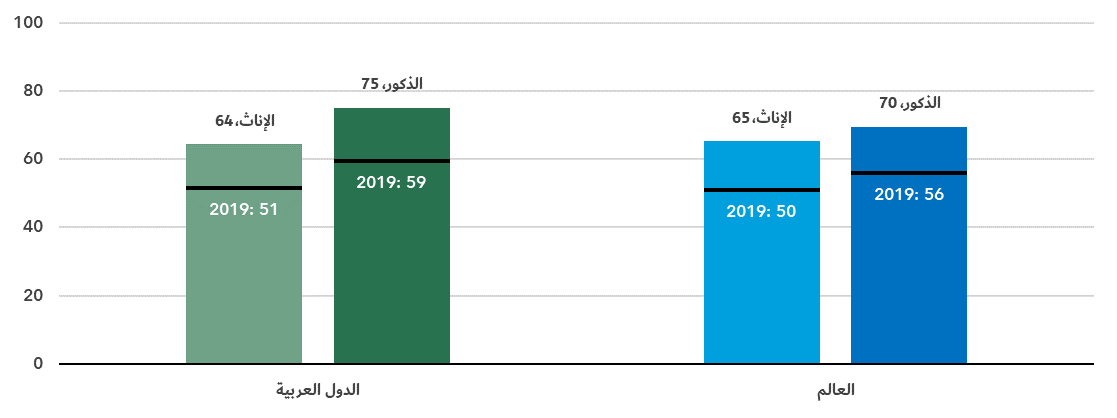 100
80
60
40
20
0
الإناث، 64
2019: 51
الذكور، 75
2019: 59
الدول العربية
الإناث، 65
2019: 50
الذكور، 70
2019: 56
العالم